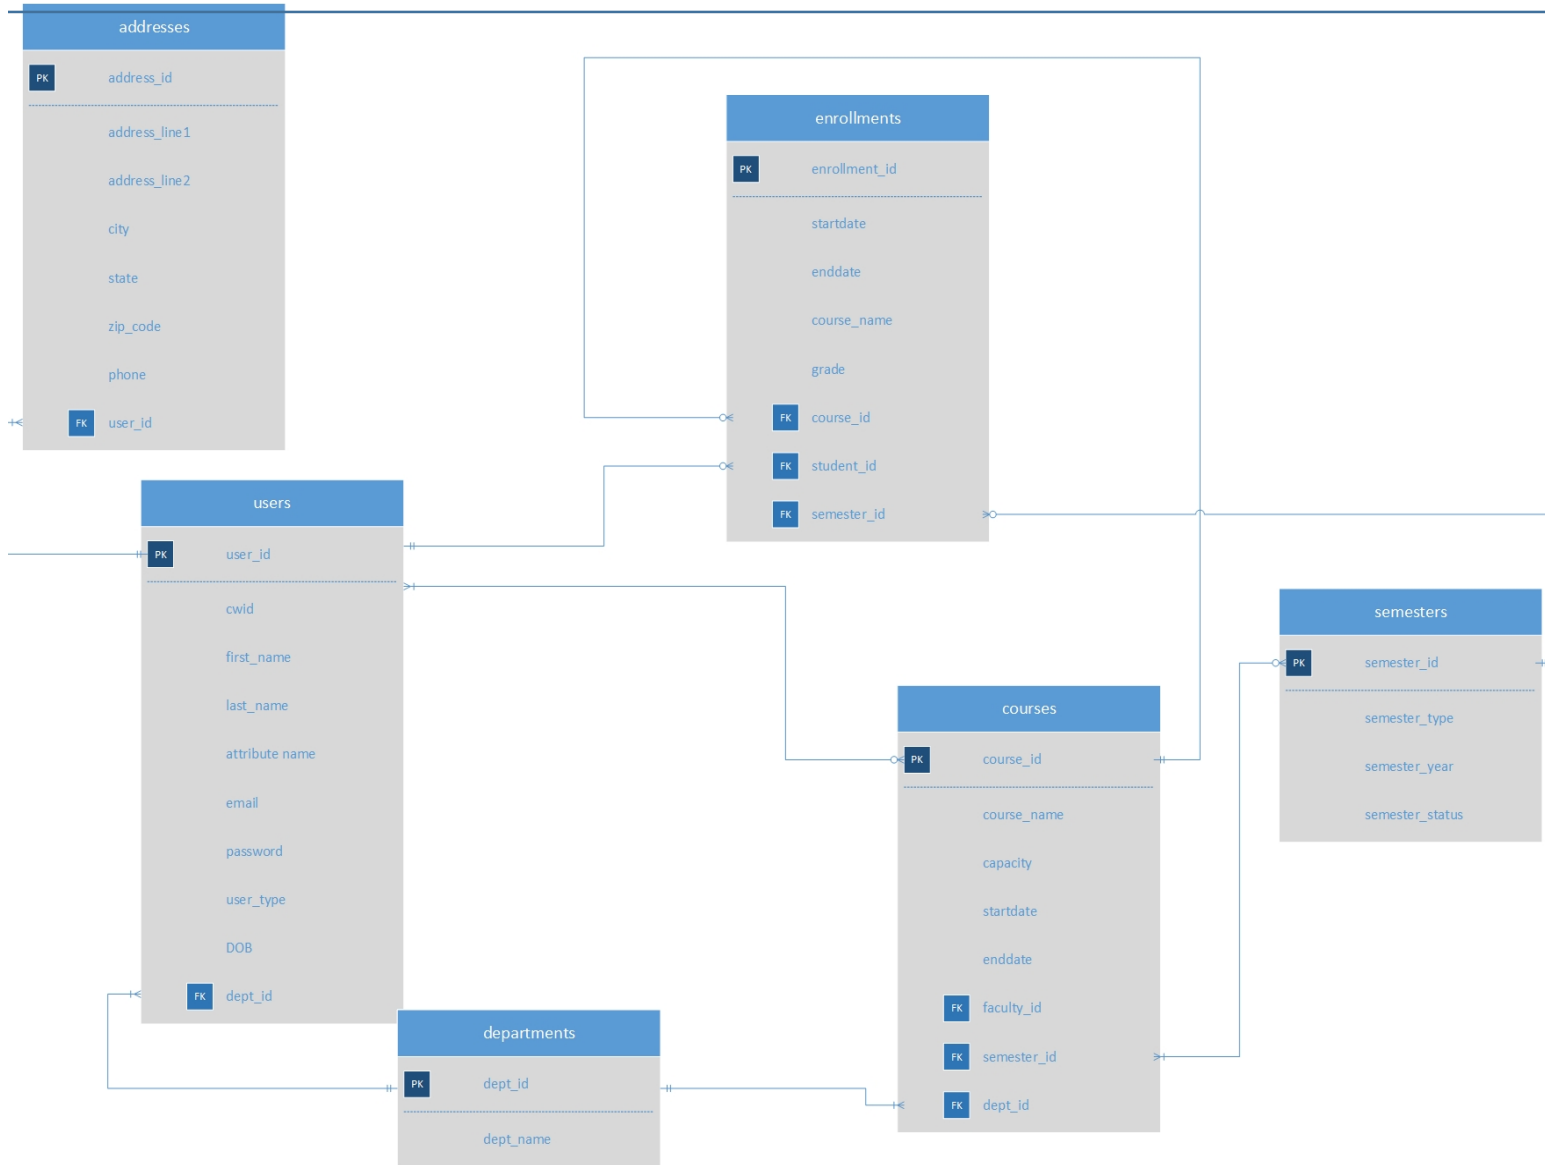 addresses
PK address_id
address_line1
address_line2
city
state
zip_code
phone
FK user_id
enrollments
PK enrollment_id
startdate
enddate
course_name
grade
FK course_id
FK student_id
FK semester_id
users
PK user_id
cwid
first_name
last_name
attribute name
email
password
user_type
DOB
FK dept_id
departments
PK dept_id
dept_name
courses
PK course_id
course_name
capacity
startdate
enddate
FK faculty_id
FK semester_id
FK dept_id
semesters
PK semester_id
semester_type
semester_year
semester_status